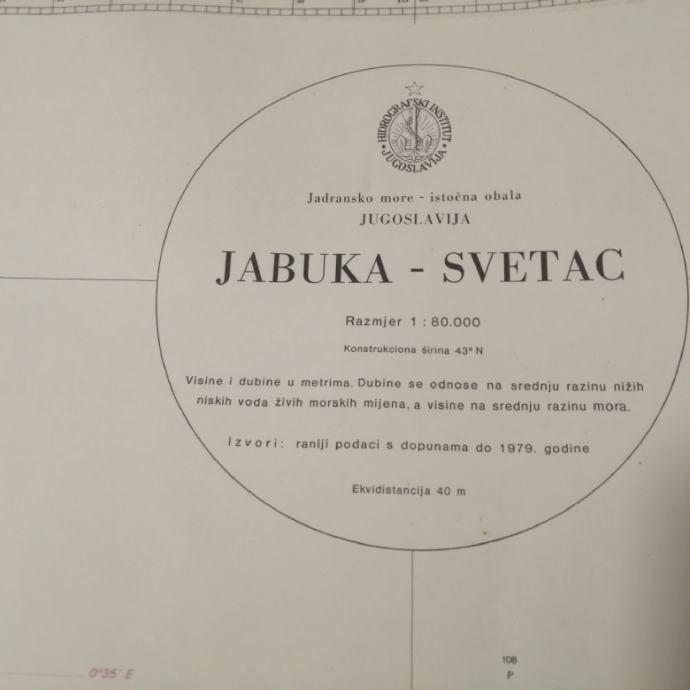 HIDROGRAFSKI INSTITUT
JUGOSLAVIJA
Jadransko more - istočna obala
JUGOSLAVIJA
JABUKA - SVETAC
Razmjer 1 : 80.000
Konstrukciona širina 43° N
Visine i dubine u metrima. Dubine se odnose na srednju razinu nižih
niskih voda živih morskih mijena, a visine na srednju razinu mora.
Izvori: raniji podaci s dopunama do 1979. godine
Ekvidistancija 40 m
0°35' E
108
P